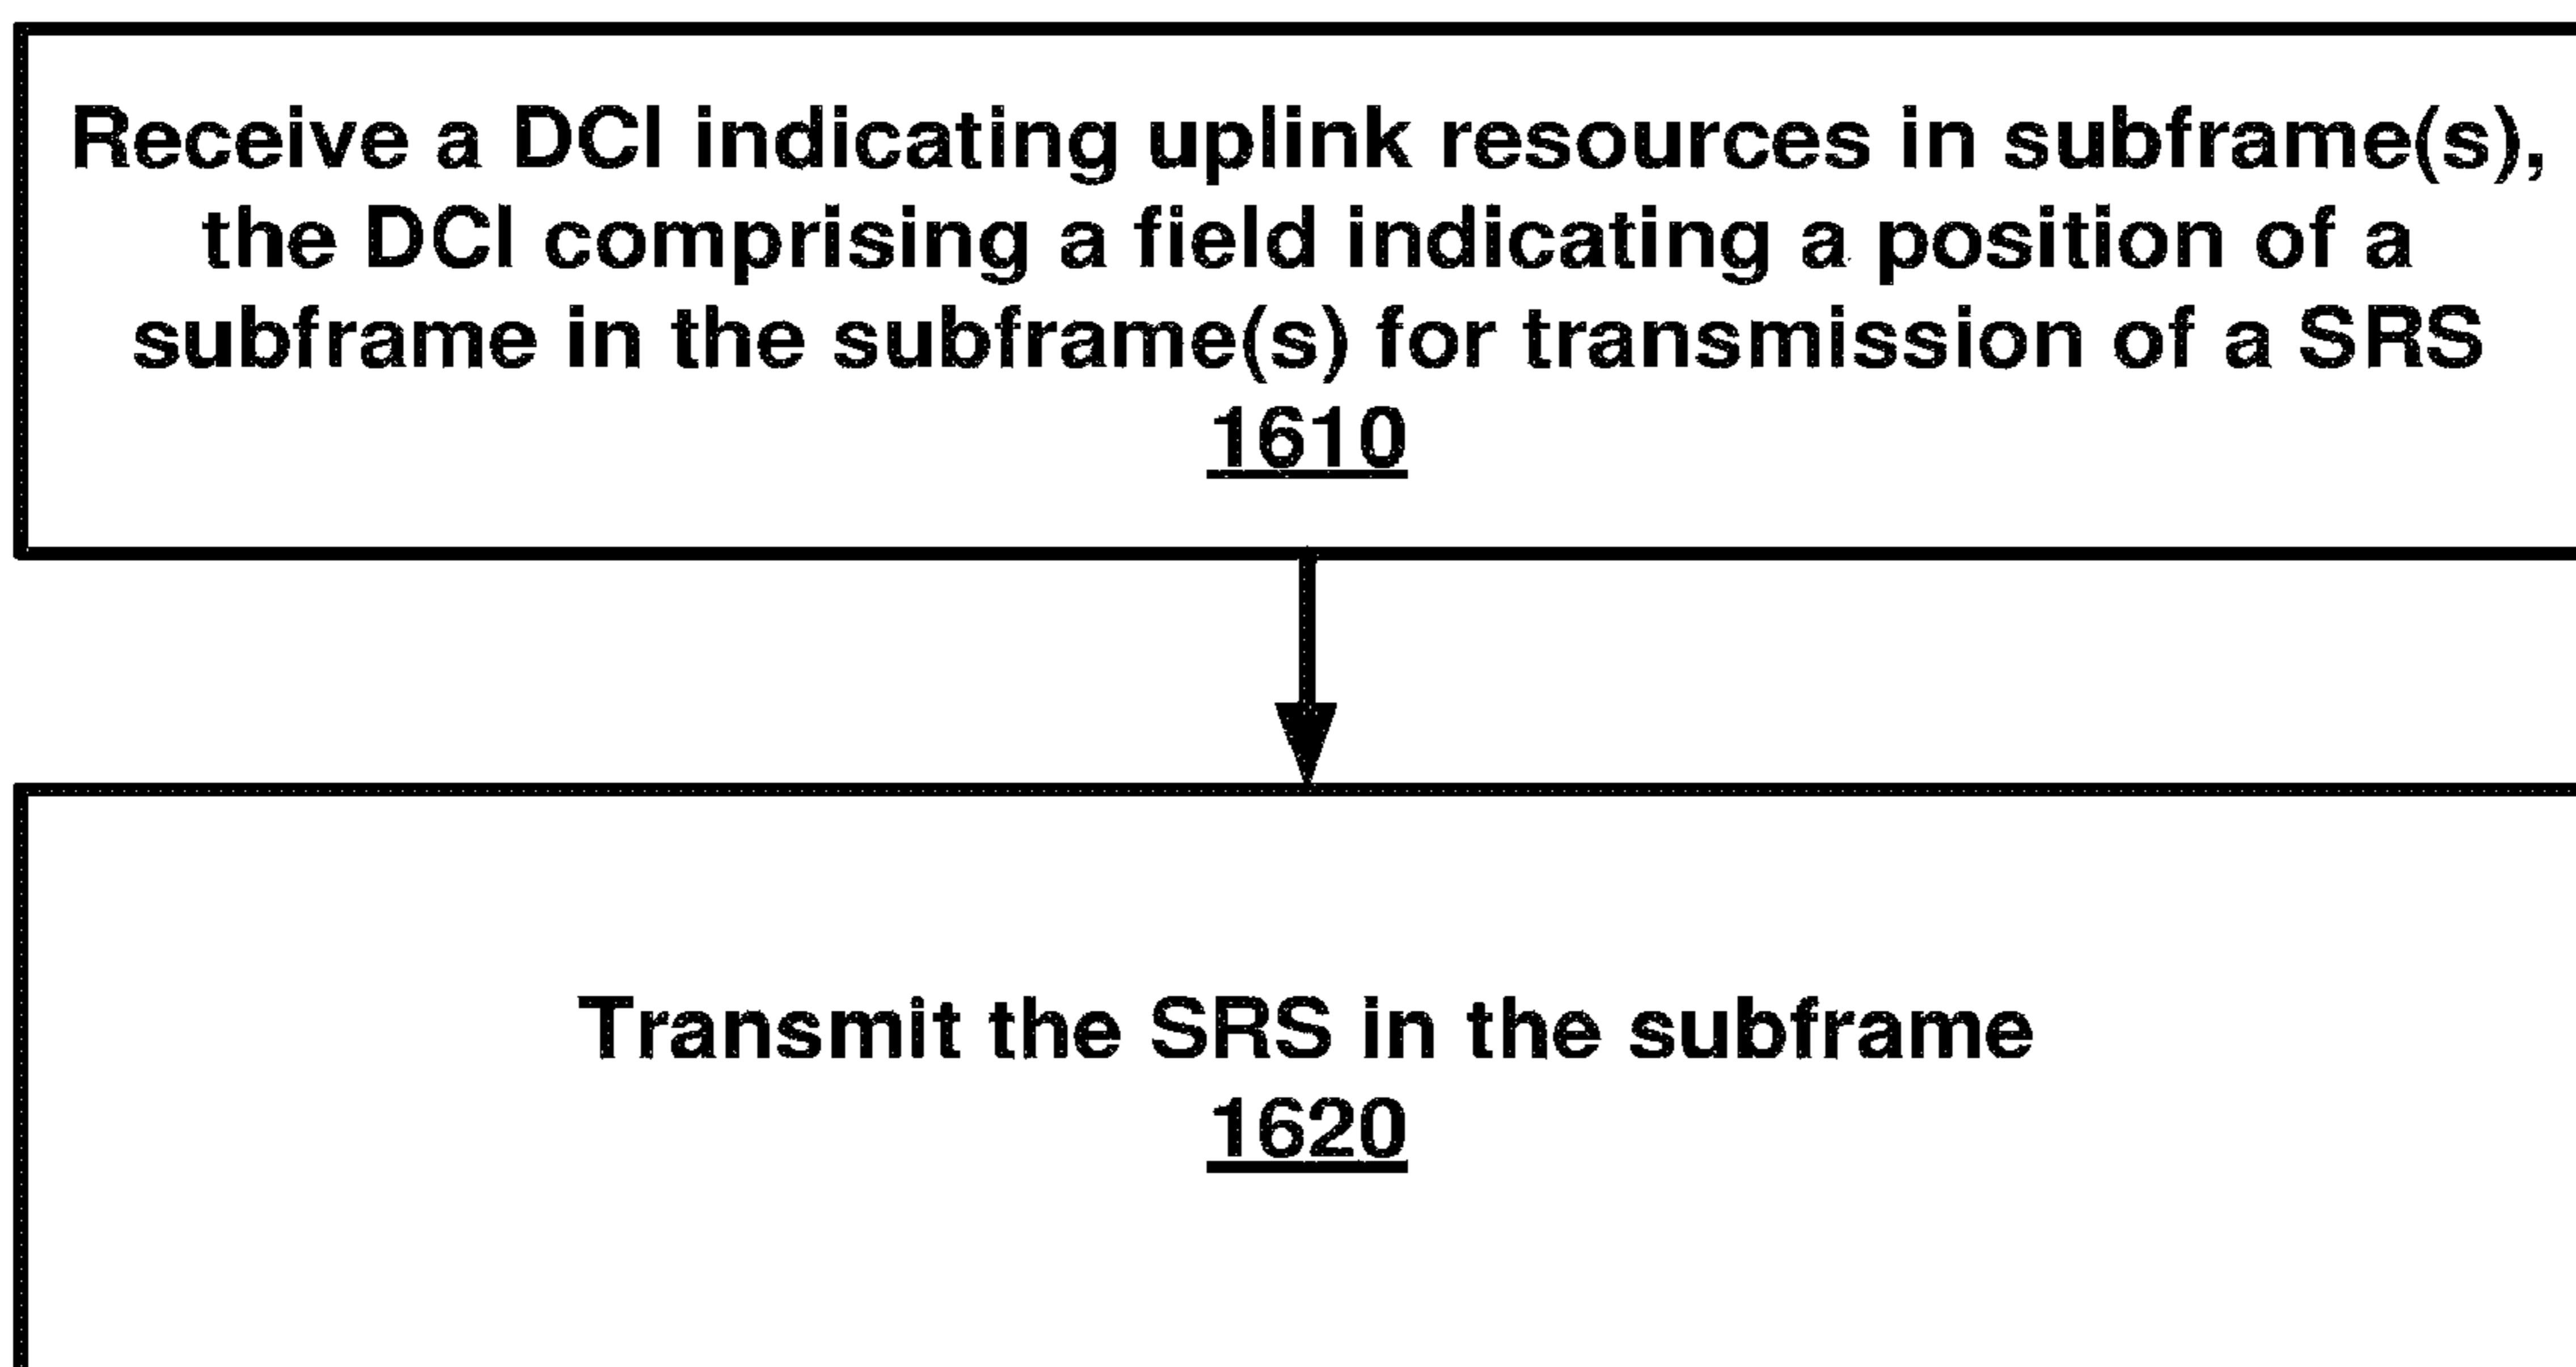 Receive a DCI indicating uplink resources in subframe(s),
the DCI comprising a field indicating a position of a
subframe in the subframe(s) for transmission of a SRS
1610
Transmit the SRS in the subframe
1620